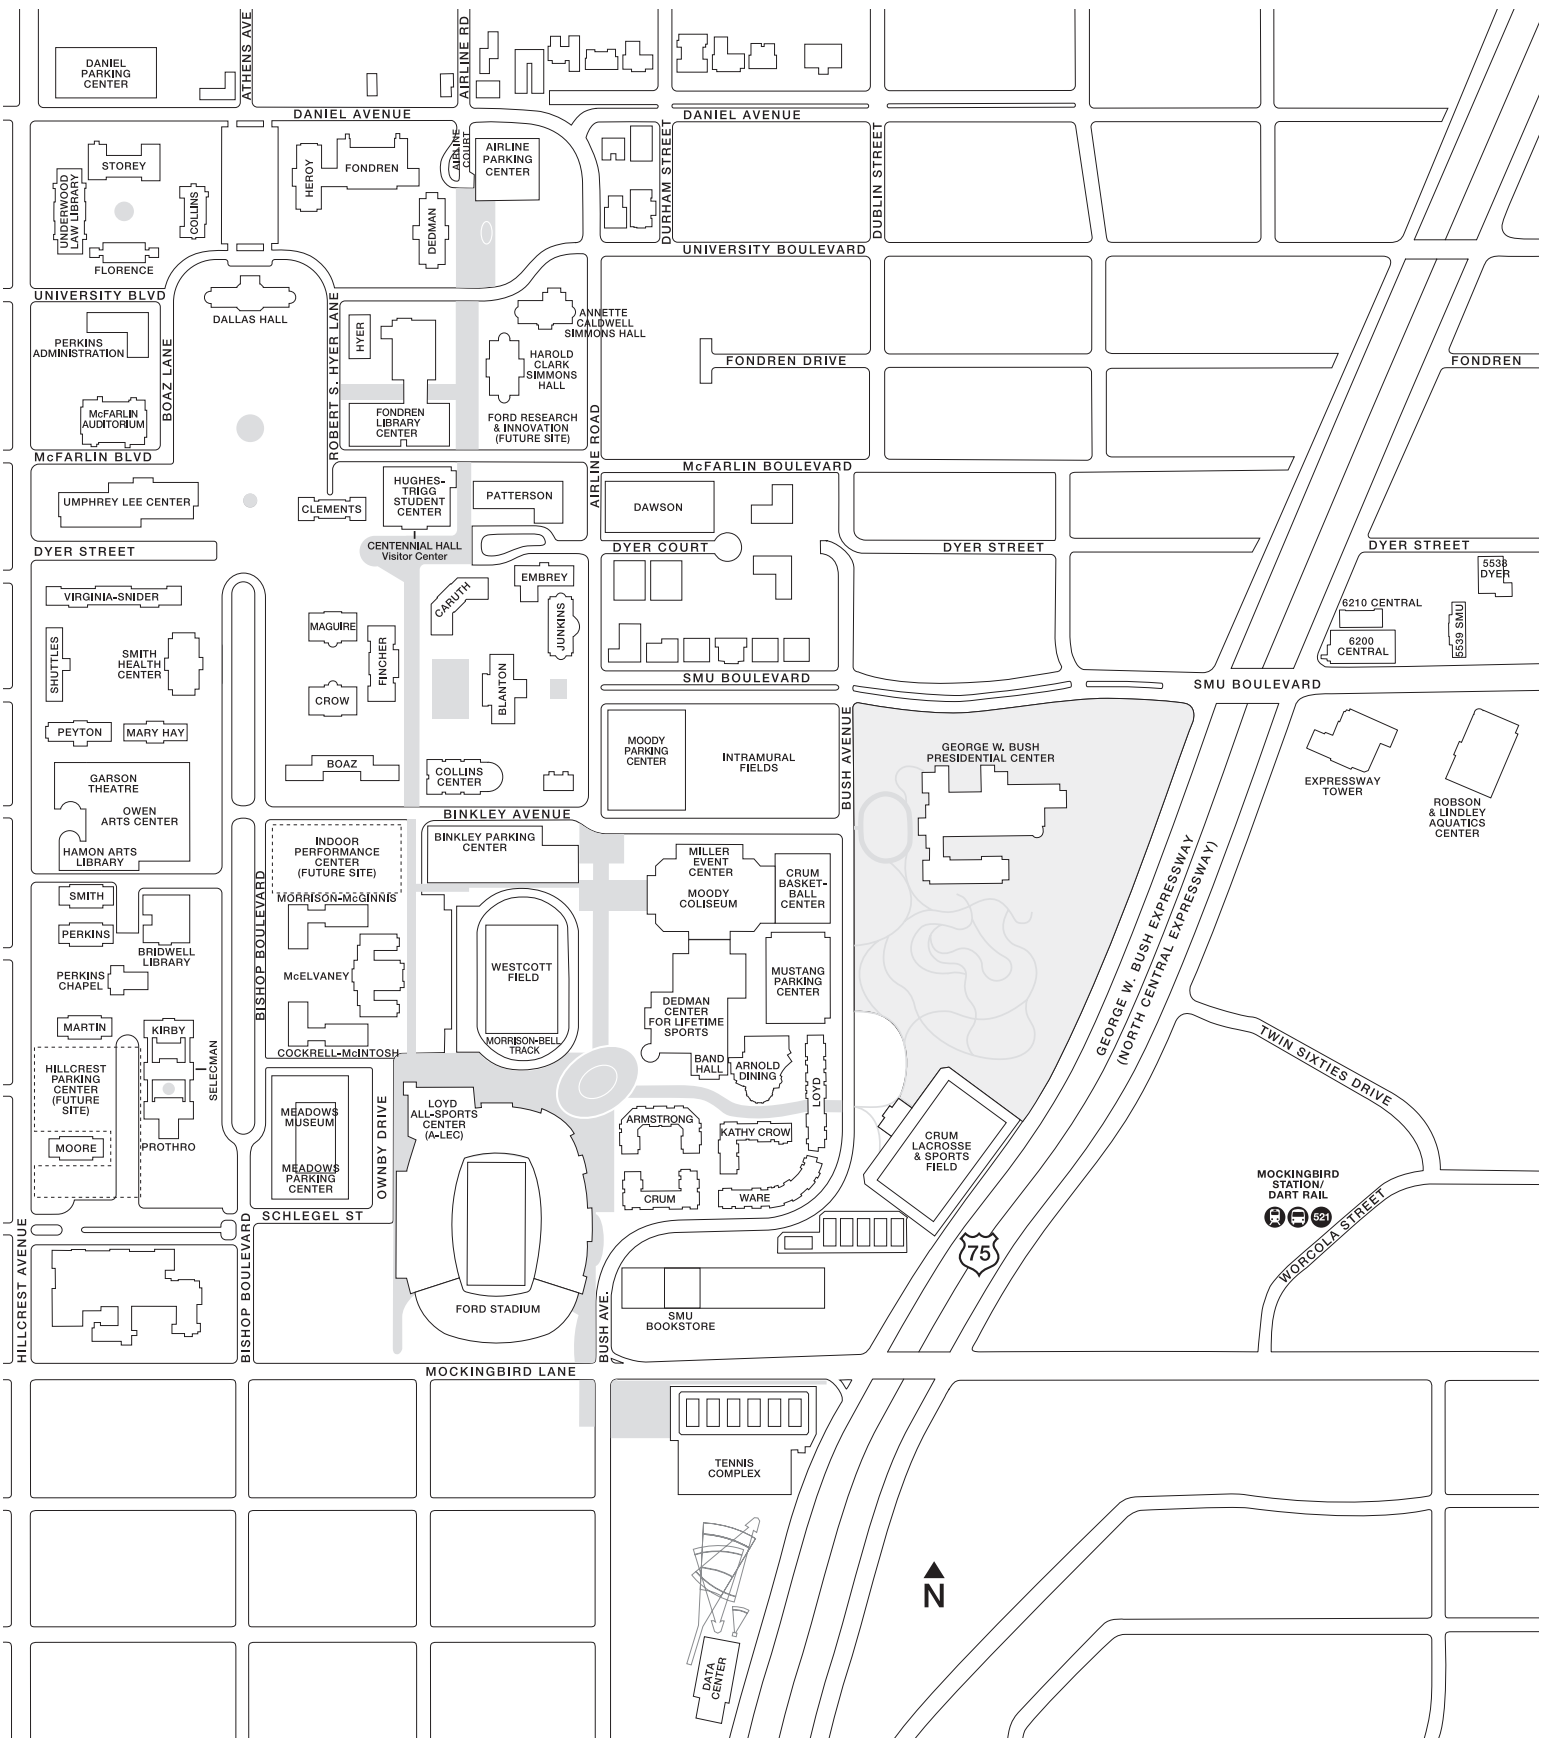 ATHENS AVE
AIRLINE RD
DANIEL
PARKING
CENTER
DANIEL AVENUE
DANIEL AVENUE
AIRLINE
COURT
AIRLINE
PARKING
CENTER
DURHAM STREET
DUBLIN STREET
STOREY
HEROY
FONDREN
UNDERWOOD
LAW LIBRARY
COLLINS
DEDMAN
FLORENCE
UNIVERSITY BOULEVARD
UNIVERSITY BLVD
DALLAS HALL
ROBERT S. HYER LANE
BOAZ LANE
PERKINS
ADMINISTRATION
HYER
ANNETTE
CALDWELL
SIMMONS HALL
HAROLD
CLARK
SIMMONS
HALL
FONDREN DRIVE
FONDREN
McFARLIN
AUDITORIUM
FONDREN
LIBRARY
CENTER
FORD RESEARCH
& INNOVATION
(FUTURE SITE)
AIRLINE ROAD
McFARLIN BLVD
McFARLIN BOULEVARD
UMPHREY LEE CENTER
CLEMENTS
HUGHES-
TRIGG
STUDENT
CENTER
PATTERSON
DAWSON
CENTENNIAL HALL
Visitor Center
DYER STREET
DYER COURT
DYER STREET
DYER STREET
5538
DYER
VIRGINIA-SNIDER
CARUTH
EMBREY
JUNKINS
6210 CENTRAL
6200
CENTRAL
5539 SMU
SHUTTLES
SMITH
HEALTH
CENTER
MAGUIRE
FINCHER
CROW
BLANTON
SMU BOULEVARD
SMU BOULEVARD
PEYTON
MARY HAY
BOAZ
COLLINS
CENTER
MOODY
PARKING
CENTER
INTRAMURAL
FIELDS
BUSH AVENUE
GEORGE W. BUSH
PRESIDENTIAL CENTER
EXPRESSWAY
TOWER
ROBSON
& LINDLEY
AQUATICS
CENTER
GARSON
THEATRE
OWEN
ARTS CENTER
HAMON ARTS
LIBRARY
BINKLEY AVENUE
INDOOR
PERFORMANCE
CENTER
(FUTURE SITE)
BINKLEY PARKING
CENTER
MILLER
EVENT
CENTER
MOODY
COLISEUM
CRUM
BASKET-
BALL
CENTER
SMITH
PERKINS
BRIDWELL
LIBRARY
BISHOP BOULEVARD
MORRISON-McGINNIS
McELVANEY
WESTCOTT
FIELD
MORRISON-BELL
TRACK
MUSTANG
PARKING
CENTER
PERKINS
CHAPEL
DEDMAN
CENTER
FOR LIFETIME
SPORTS
GEORGE W. BUSH EXPRESSWAY
(NORTH CENTRAL EXPRESSWAY)
MARTIN
KIRBY
COCKRELL-McINTOSH
BAND
HALL
ARNOLD
DINING
LOYD
TWIN SIXTIES DRIVE
HILLCREST
PARKING
CENTER
(FUTURE
SITE)
SELECMAN
MEADOWS
MUSEUM
OWNBY DRIVE
LOYD
ALL-SPORTS
CENTER
(A-LEC)
ARMSTRONG
KATHY CROW
CRUM
LACROSSE
& SPORTS
FIELD
MOORE
PROTHRO
MEADOWS
PARKING
CENTER
CRUM
WARE
MOCKINGBIRD
STATION/
DART RAIL
521
SCHLEGEL ST
WORCOLA STREET
75
HILLCREST AVENUE
BISHOP BOULEVARD
FORD STADIUM
BUSH AVE.
SMU
BOOKSTORE
MOCKINGBIRD LANE
TENNIS
COMPLEX
N
DATA
CENTER